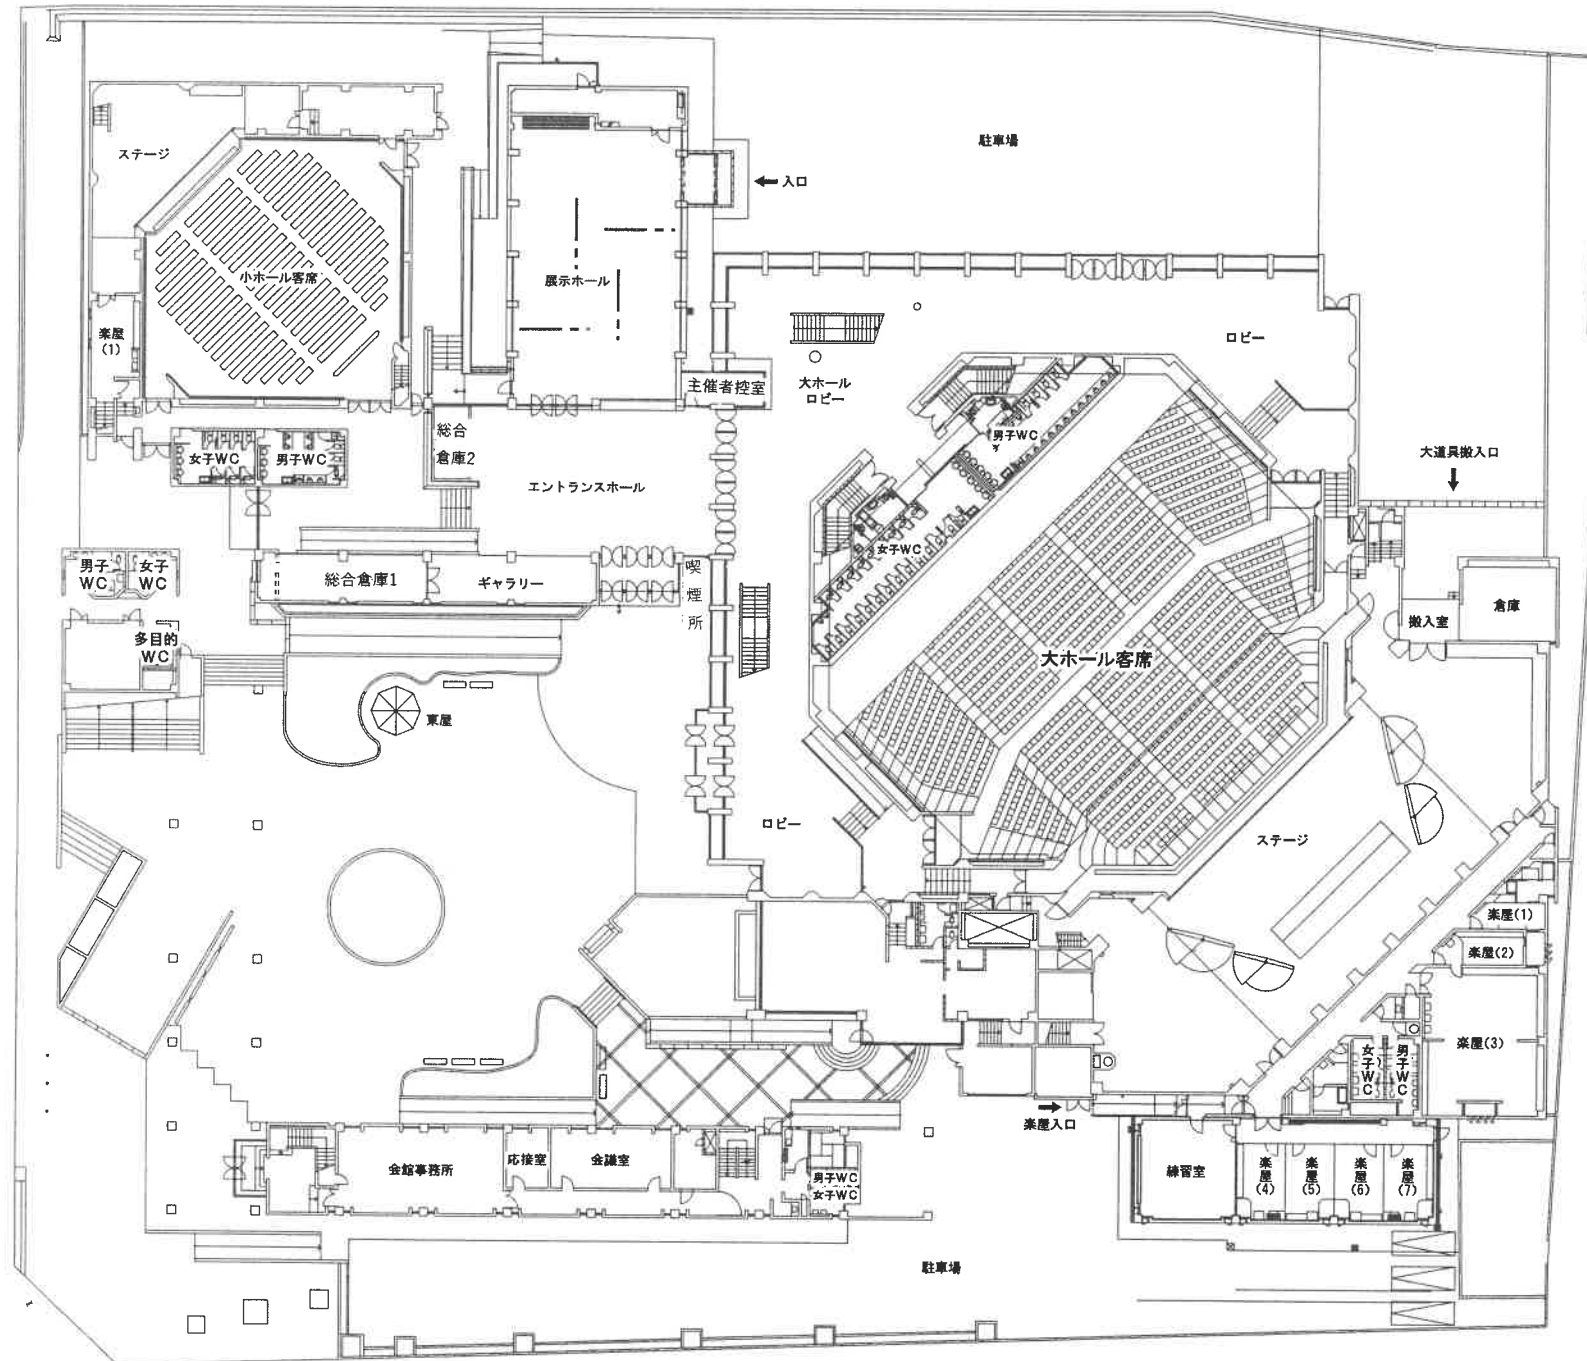 駐車場
ステージ
入口
小ホール客席
展示ホール
楽屋
(1)
ロビー
主催者控室
大ホール
ロビー
総合
倉庫2
男子WC
女子WC
男子WC
大道具搬入口
エントランスホール
女子WC
男子
WC
女子
WC
総合倉庫1
ギャラリー
喫
煙
所
搬入室
倉庫
多目的
WC
大ホール客席
東屋
ロビー
ステージ
楽屋(1)
楽屋(2)
楽屋(3)
女子WC
男子WC
楽屋入口
会館事務所
応接室
会議室
男子WC
女子WC
練習室
楽屋
(4)
楽屋
(5)
楽屋
(6)
楽屋
(7)
駐車場